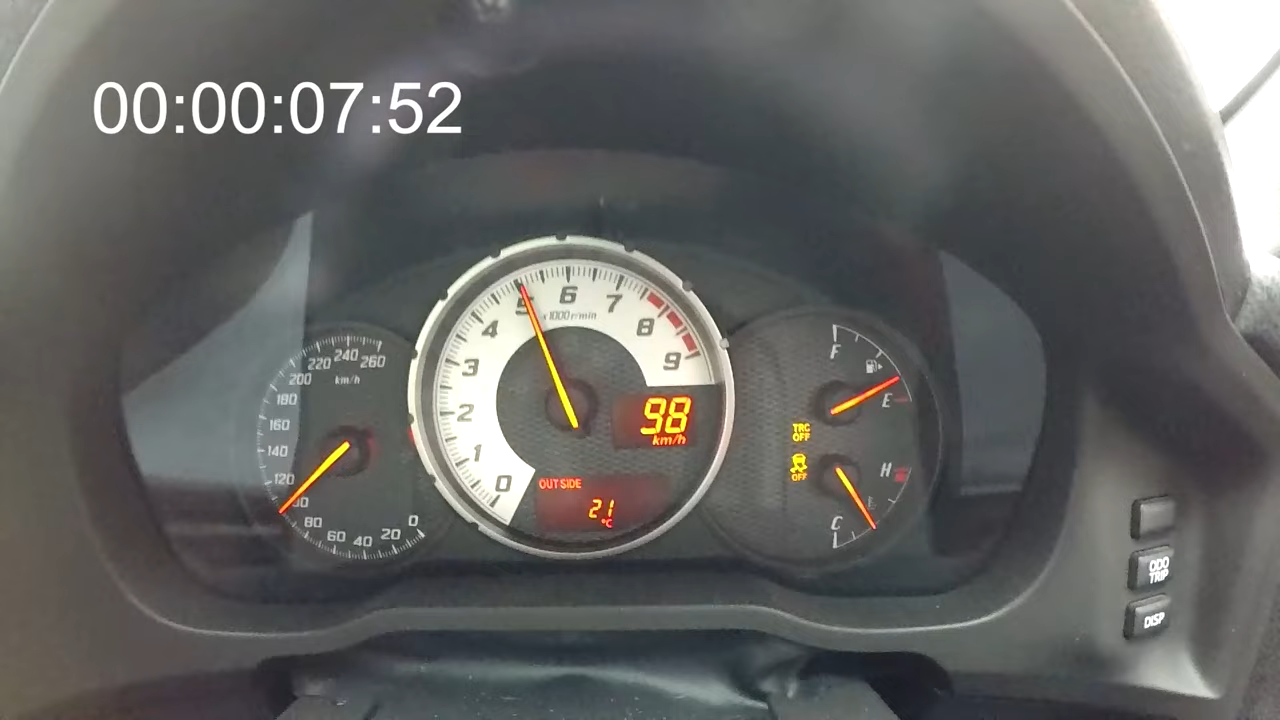 00:00:07:52
0 20 40 60 80 120 140 160 180 200 220 240 260
km/h
0 1 2 3 4 5 6 7 8 9
x1000r/min
98
km/h
OUTSIDE
21
°C
F
E
TRC
OFF
OFF
H
C
ODO
TRIP
DISP